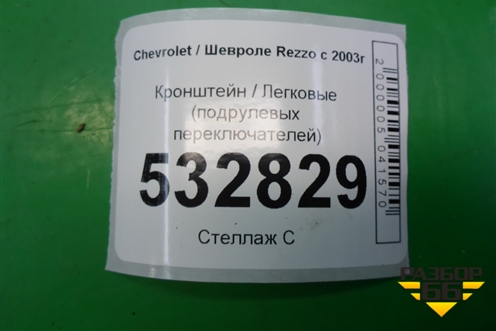 Chevrolet / Шевроле Rezzo с 2003г
Кронштейн / Легковые
(подрулевых
переключателей)
532829
Стеллаж С
2000005041570
РАЗБОР
66